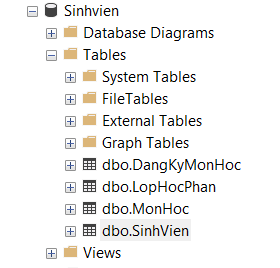 Sinhvien
Database Diagrams
Tables
System Tables
FileTables
External Tables
Graph Tables
dbo.DangKyMonHoc
dbo.LopHocPhan
dbo.MonHoc
dbo.SinhVien
Views